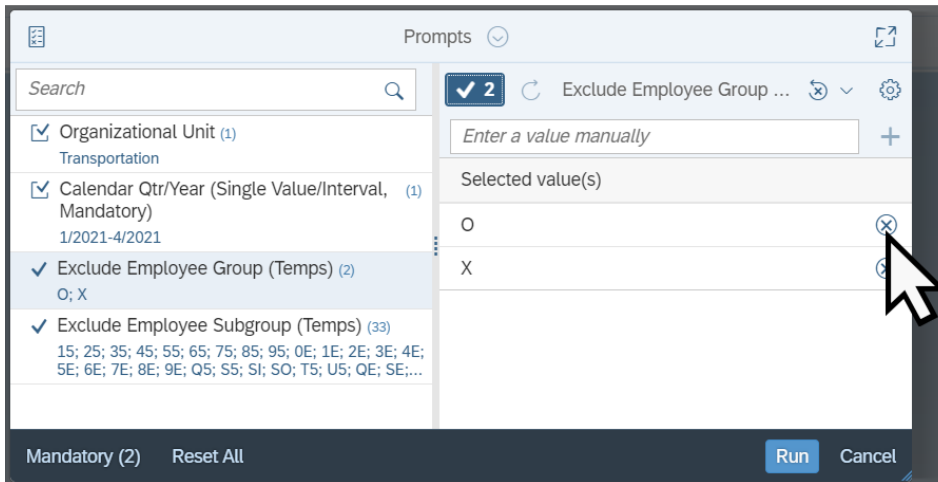 Prompts
Search
2
Exclude Employee Group ...
Organizational Unit (1)
Transportation
Enter a value manually
Calendar Qtr/Year (Single Value/Interval, (1)
Mandatory)
1/2021-4/2021
Selected value(s)
O
X
Exclude Employee Group (Temps) (2)
O; X
Exclude Employee Subgroup (Temps) (33)
15; 25; 35; 45; 55; 65; 75; 85; 95; 0E; 1E; 2E; 3E; 4E;
5E; 6E; 7E; 8E; 9E; Q5; S5; SI; SO; T5; U5; QE; SE;...
Mandatory (2)
Reset All
Run
Cancel